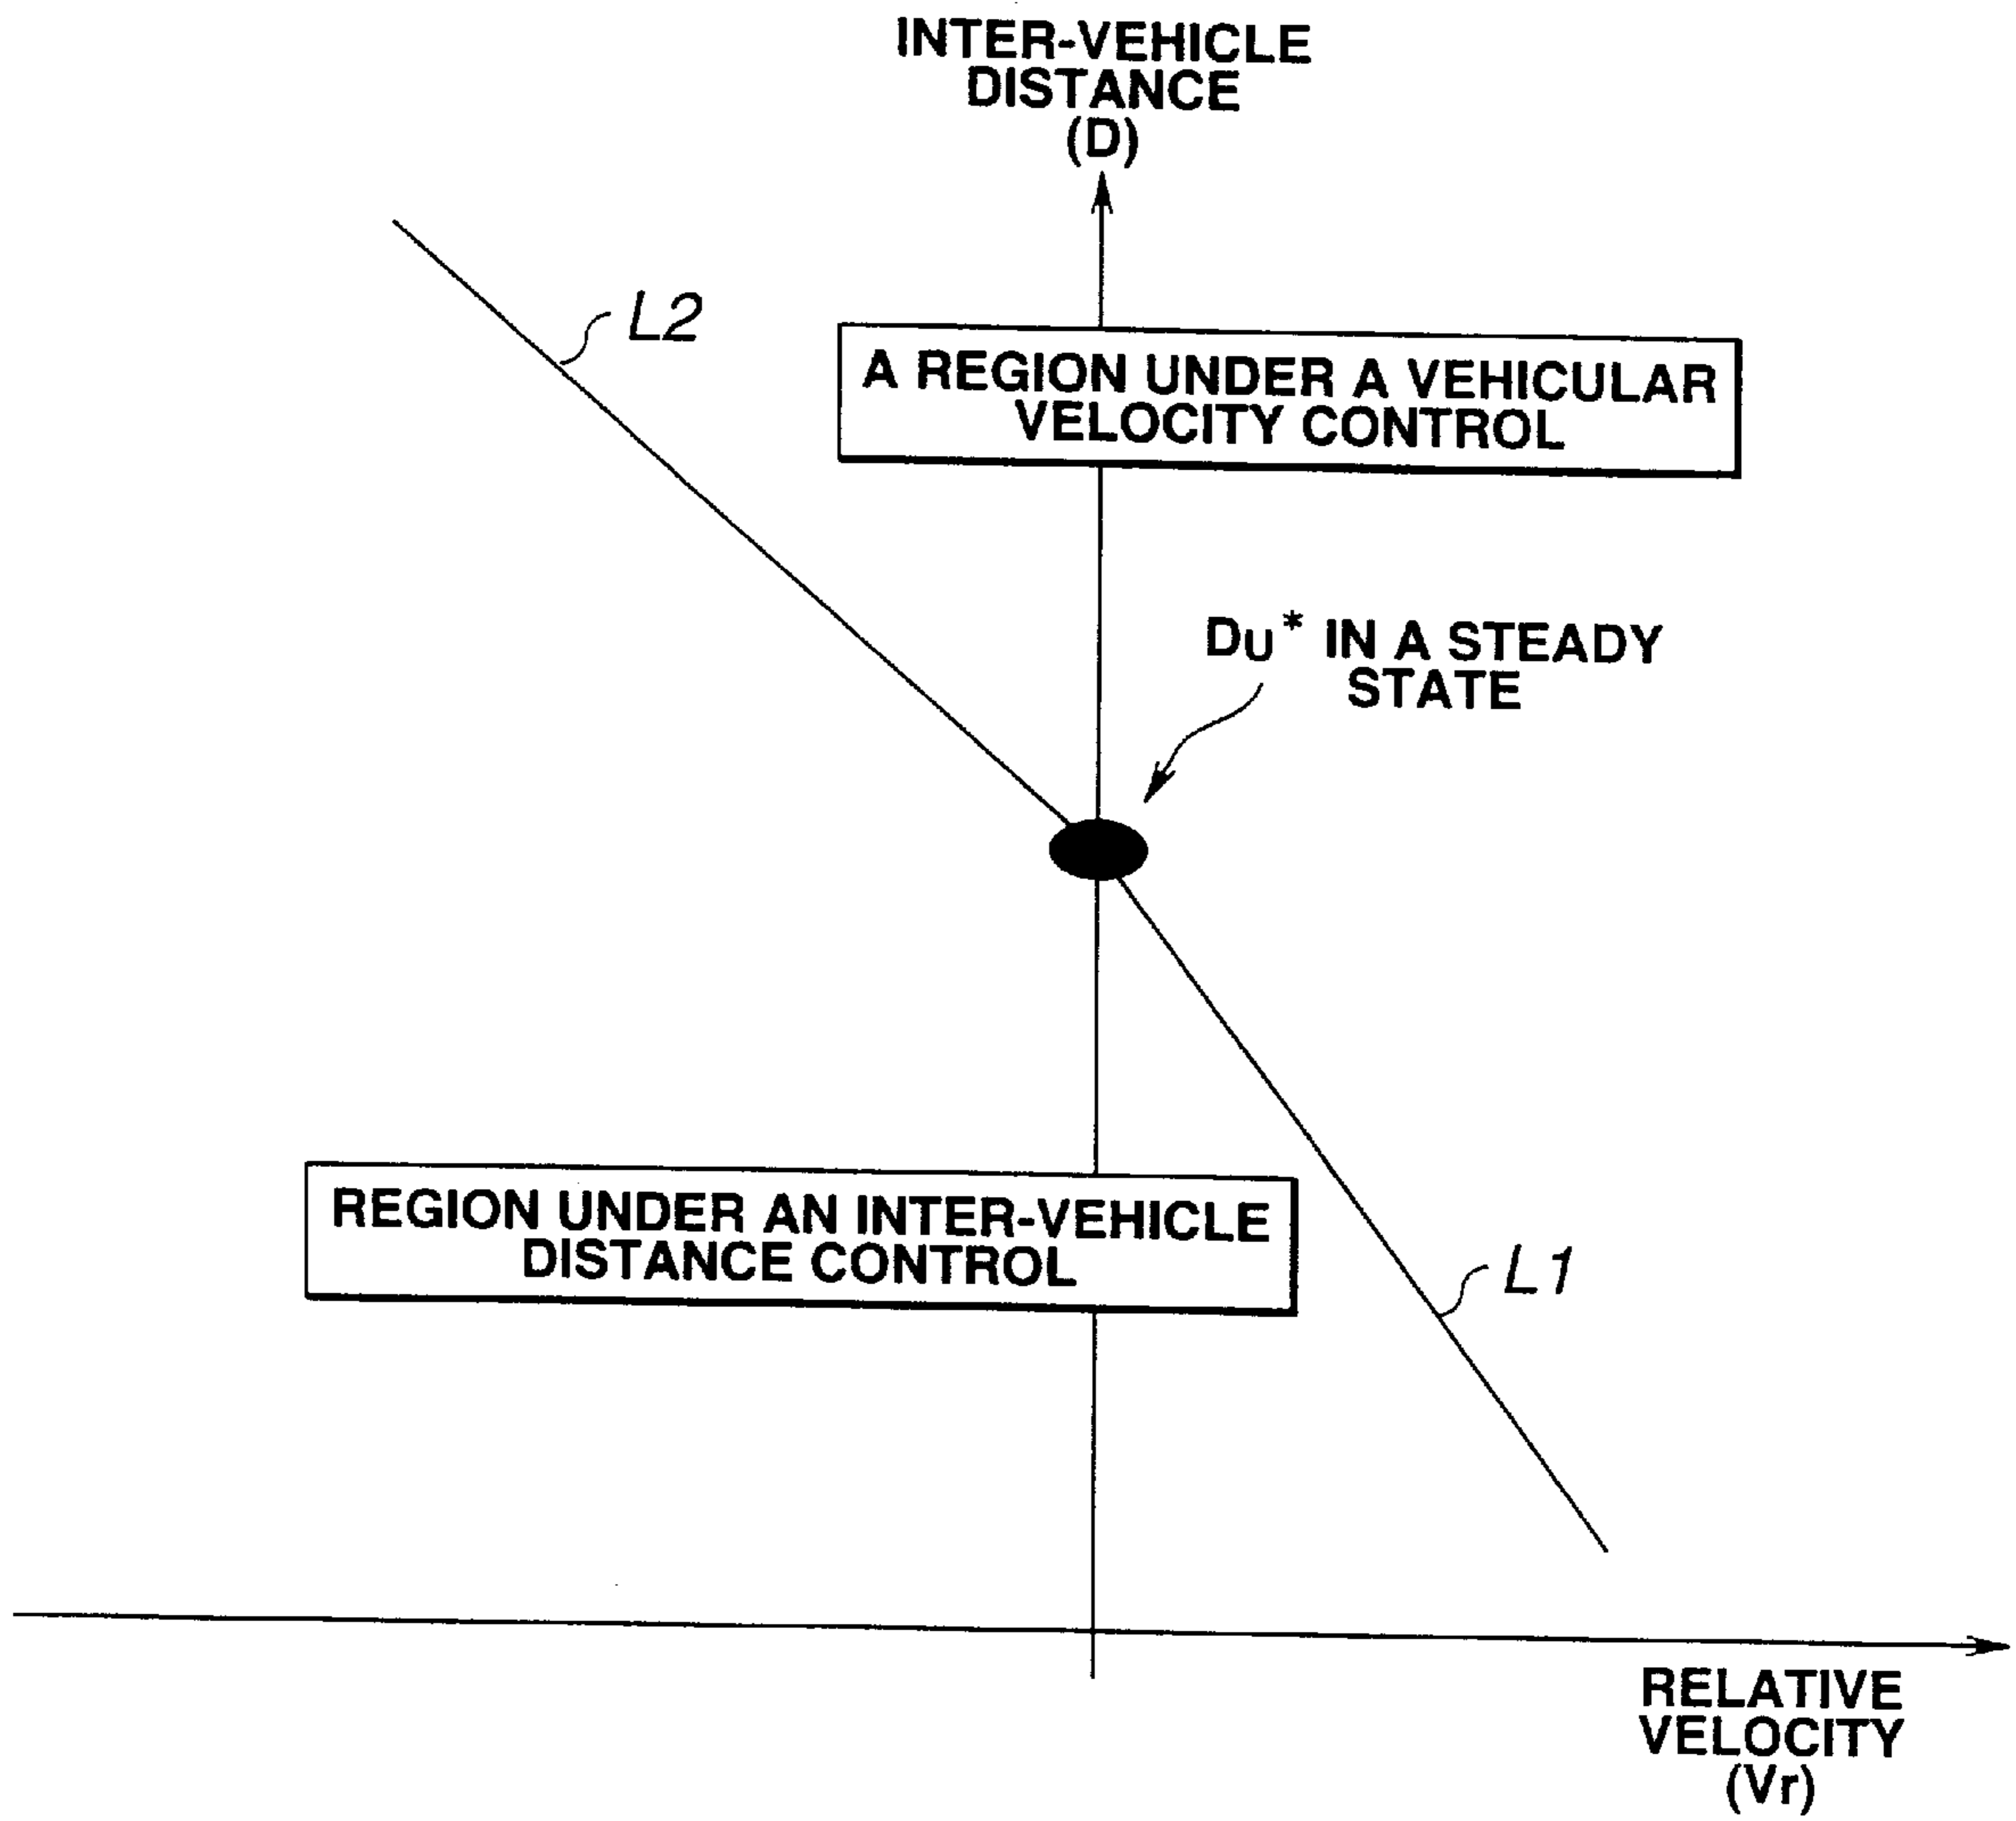 INTER-VEHICLE
DISTANCE
(D)
L2
A REGION UNDER A VEHICULAR
VELOCITY CONTROL
DU* IN A STEADY
STATE
REGION UNDER AN INTER-VEHICLE
DISTANCE CONTROL
L1
RELATIVE
VELOCITY
(Vr)